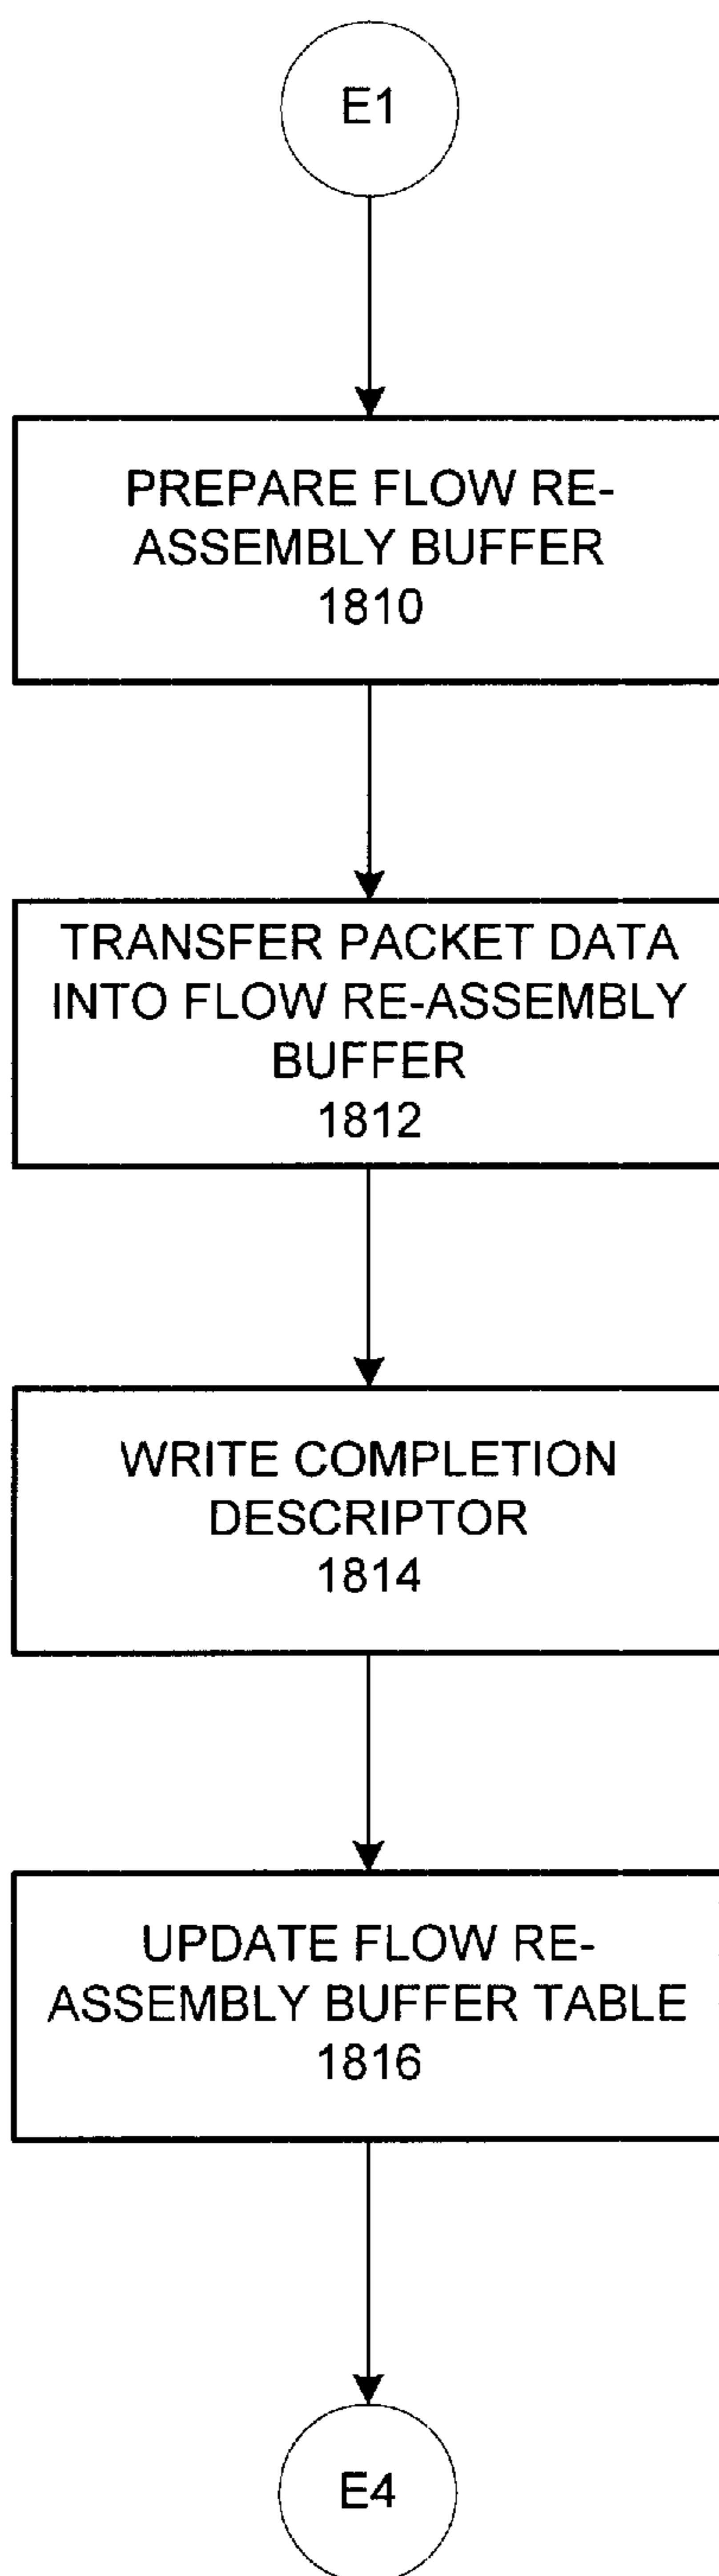 E1
PREPARE FLOW RE-
ASSEMBLY BUFFER
1810
TRANSFER PACKET DATA
INTO FLOW RE-ASSEMBLY
BUFFER
1812
WRITE COMPLETION
DESCRIPTOR
1814
UPDATE FLOW RE-
ASSEMBLY BUFFER TABLE
1816
E4